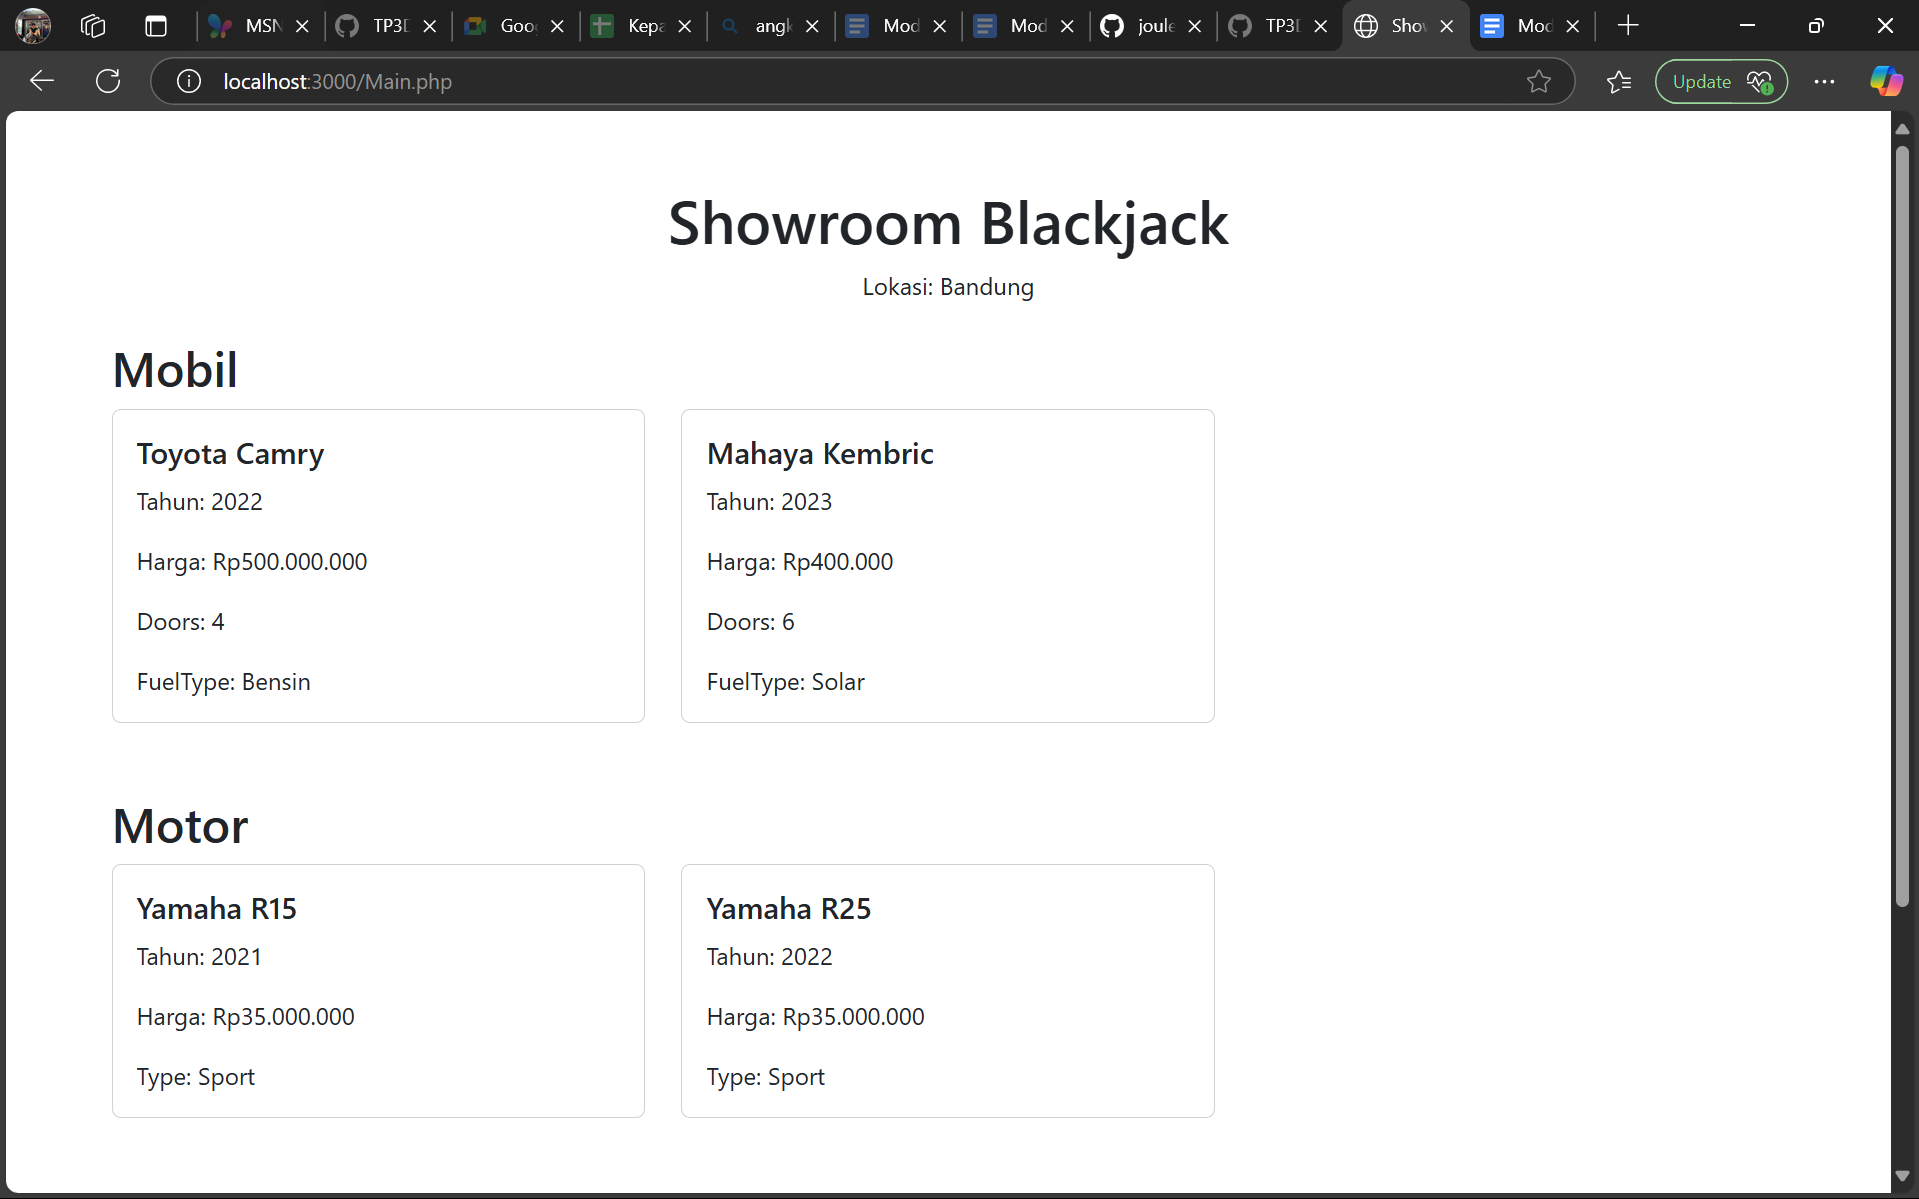 MSN
TP3D
Goo
Kepa
angk
Mod
Mod
joule
TP3D
Show
Mod
localhost:3000/Main.php
Update
Showroom Blackjack
Lokasi: Bandung
Mobil
Toyota Camry
Tahun: 2022
Harga: Rp500.000.000
Doors: 4
FuelType: Bensin
Mahaya Kembric
Tahun: 2023
Harga: Rp400.000
Doors: 6
FuelType: Solar
Motor
Yamaha R15
Tahun: 2021
Harga: Rp35.000.000
Type: Sport
Yamaha R25
Tahun: 2022
Harga: Rp35.000.000
Type: Sport